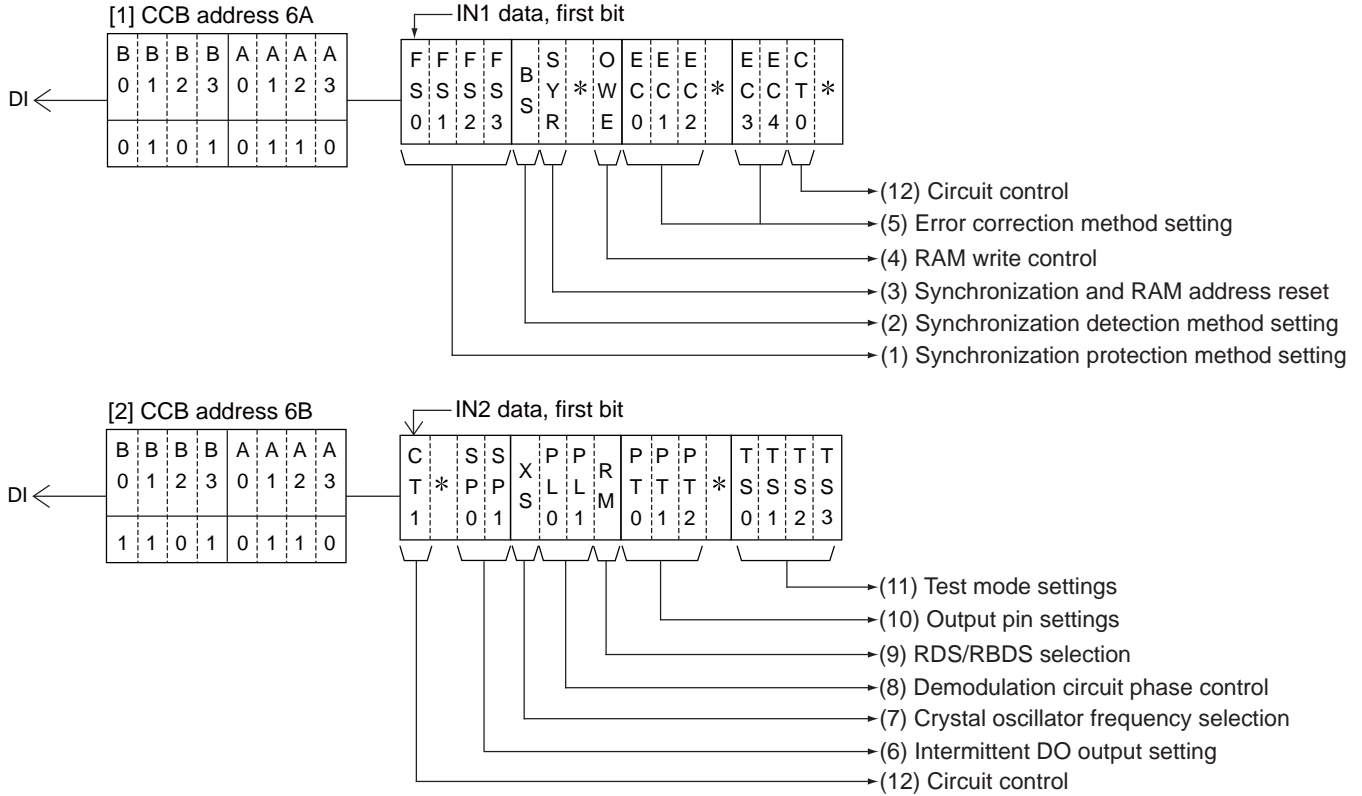 [1] CCB address 6A
IN1 data, first bit
B0 B1 B2 B3 A0 A1 A2 A3
FS0 FS1 FS2 FS3 BS SYR * OWE EC0 EC1 EC2 * EC3 EC4 CT0 *
DI
0 1 0 1 0 1 1 0
(12) Circuit control
(5) Error correction method setting
(4) RAM write control
(3) Synchronization and RAM address reset
(2) Synchronization detection method setting
(1) Synchronization protection method setting
[2] CCB address 6B
IN2 data, first bit
B0 B1 B2 B3 A0 A1 A2 A3
CT1 * SP0 SP1 XS PL0 PL1 RM PT0 PT1 PT2 * TS0 TS1 TS2 TS3
DI
1 1 0 1 0 1 1 0
(11) Test mode settings
(10) Output pin settings
(9) RDS/RBDS selection
(8) Demodulation circuit phase control
(7) Crystal oscillator frequency selection
(6) Intermittent DO output setting
(12) Circuit control